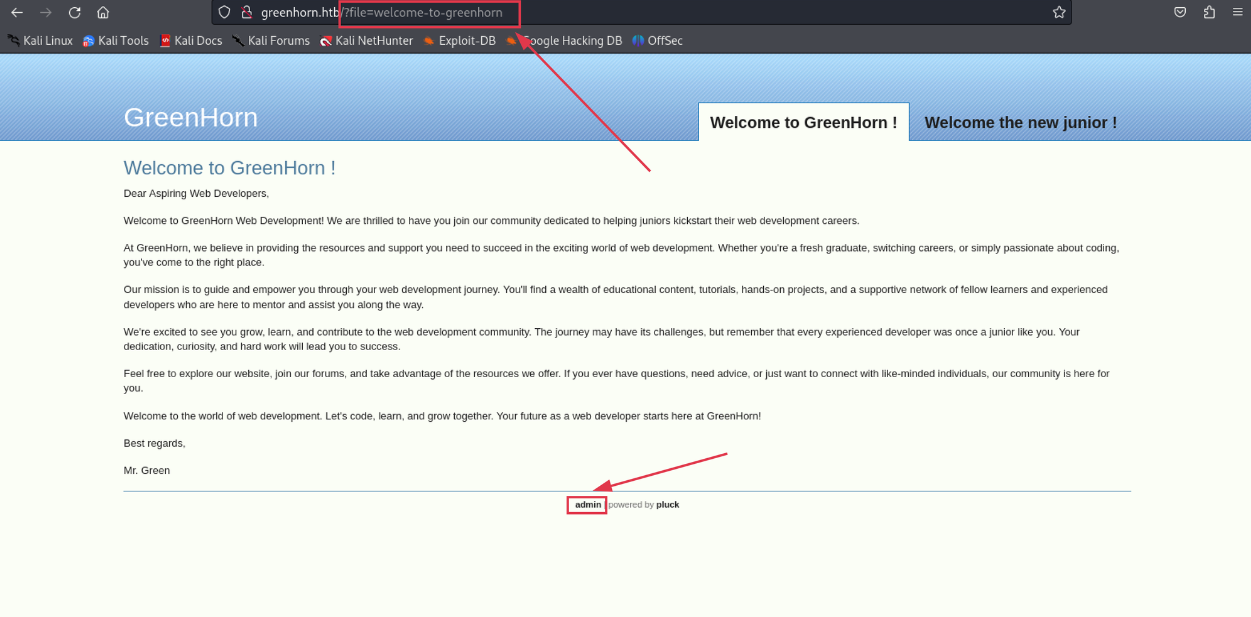 greenhorn.htb/?file=welcome-to-greenhorn
Kali Linux Kali Tools Kali Docs Kali Forums Kali NetHunter Exploit-DB Google Hacking DB OffSec
GreenHorn
Welcome to GreenHorn ! Welcome the new junior !
Welcome to GreenHorn !
Dear Aspiring Web Developers,
Welcome to GreenHorn Web Development! We are thrilled to have you join our community dedicated to helping juniors kickstart their web development careers.
At GreenHorn, we believe in providing the resources and support you need to succeed in the exciting world of web development. Whether you're a fresh graduate, switching careers, or simply passionate about coding,
you've come to the right place.
Our mission is to guide and empower you through your web development journey. You'll find a wealth of educational content, tutorials, hands-on projects, and a supportive network of fellow learners and experienced
developers who are here to mentor and assist you along the way.
We're excited to see you grow, learn, and contribute to the web development community. The journey may have its challenges, but remember that every experienced developer was once a junior like you. Your
dedication, curiosity, and hard work will lead you to success.
Feel free to explore our website, join our forums, and take advantage of the resources we offer. If you ever have questions, need advice, or just want to connect with like-minded individuals, our community is here for
you.
Welcome to the world of web development. Let's code, learn, and grow together. Your future as a web developer starts here at GreenHorn!
Best regards,
Mr. Green
admin | powered by pluck